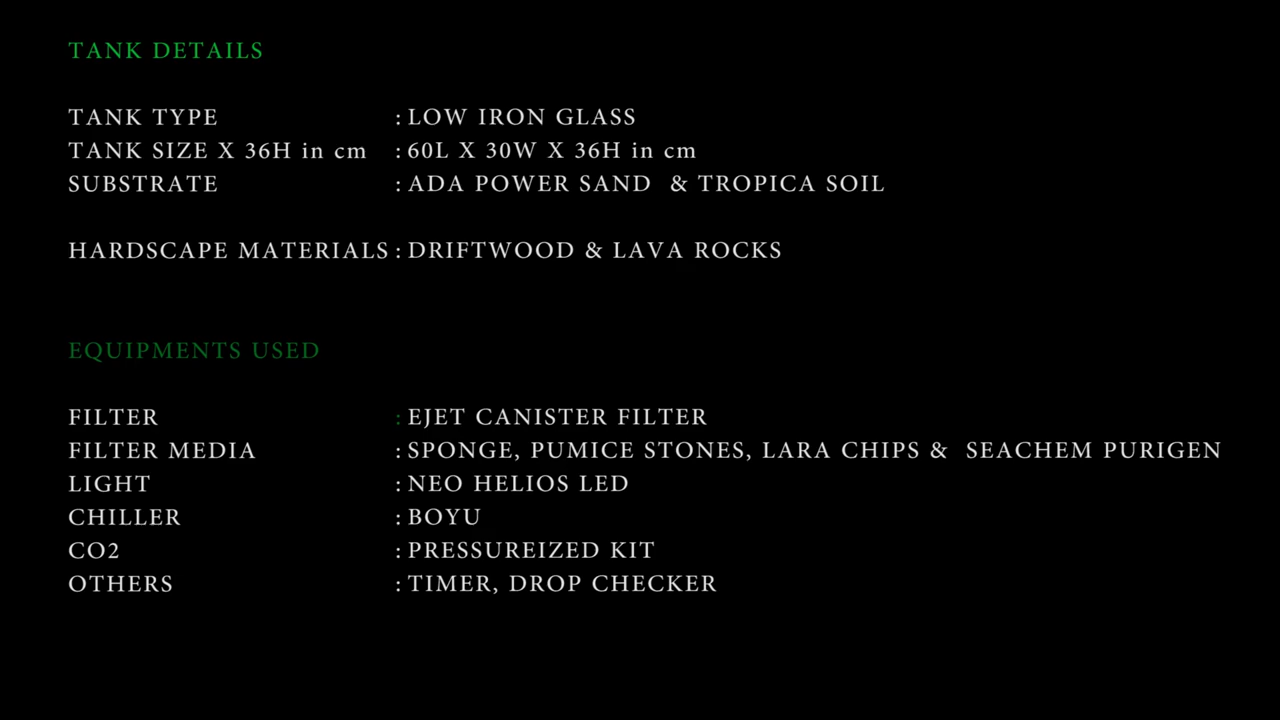 TANK DETAILS
TANK TYPE : LOW IRON GLASS
TANK SIZE X 36H in cm : 60L X 30W X 36H in cm
SUBSTRATE : ADA POWER SAND & TROPICA SOIL
HARDSCAPE MATERIALS : DRIFTWOOD & LAVA ROCKS
EQUIPMENTS USED
FILTER : EJET CANISTER FILTER
FILTER MEDIA : SPONGE, PUMICE STONES, LARA CHIPS & SEACHEM PURIGEN
LIGHT : NEO HELIOS LED
CHILLER : BOYU
CO2 : PRESSUREIZED KIT
OTHERS : TIMER, DROP CHECKER